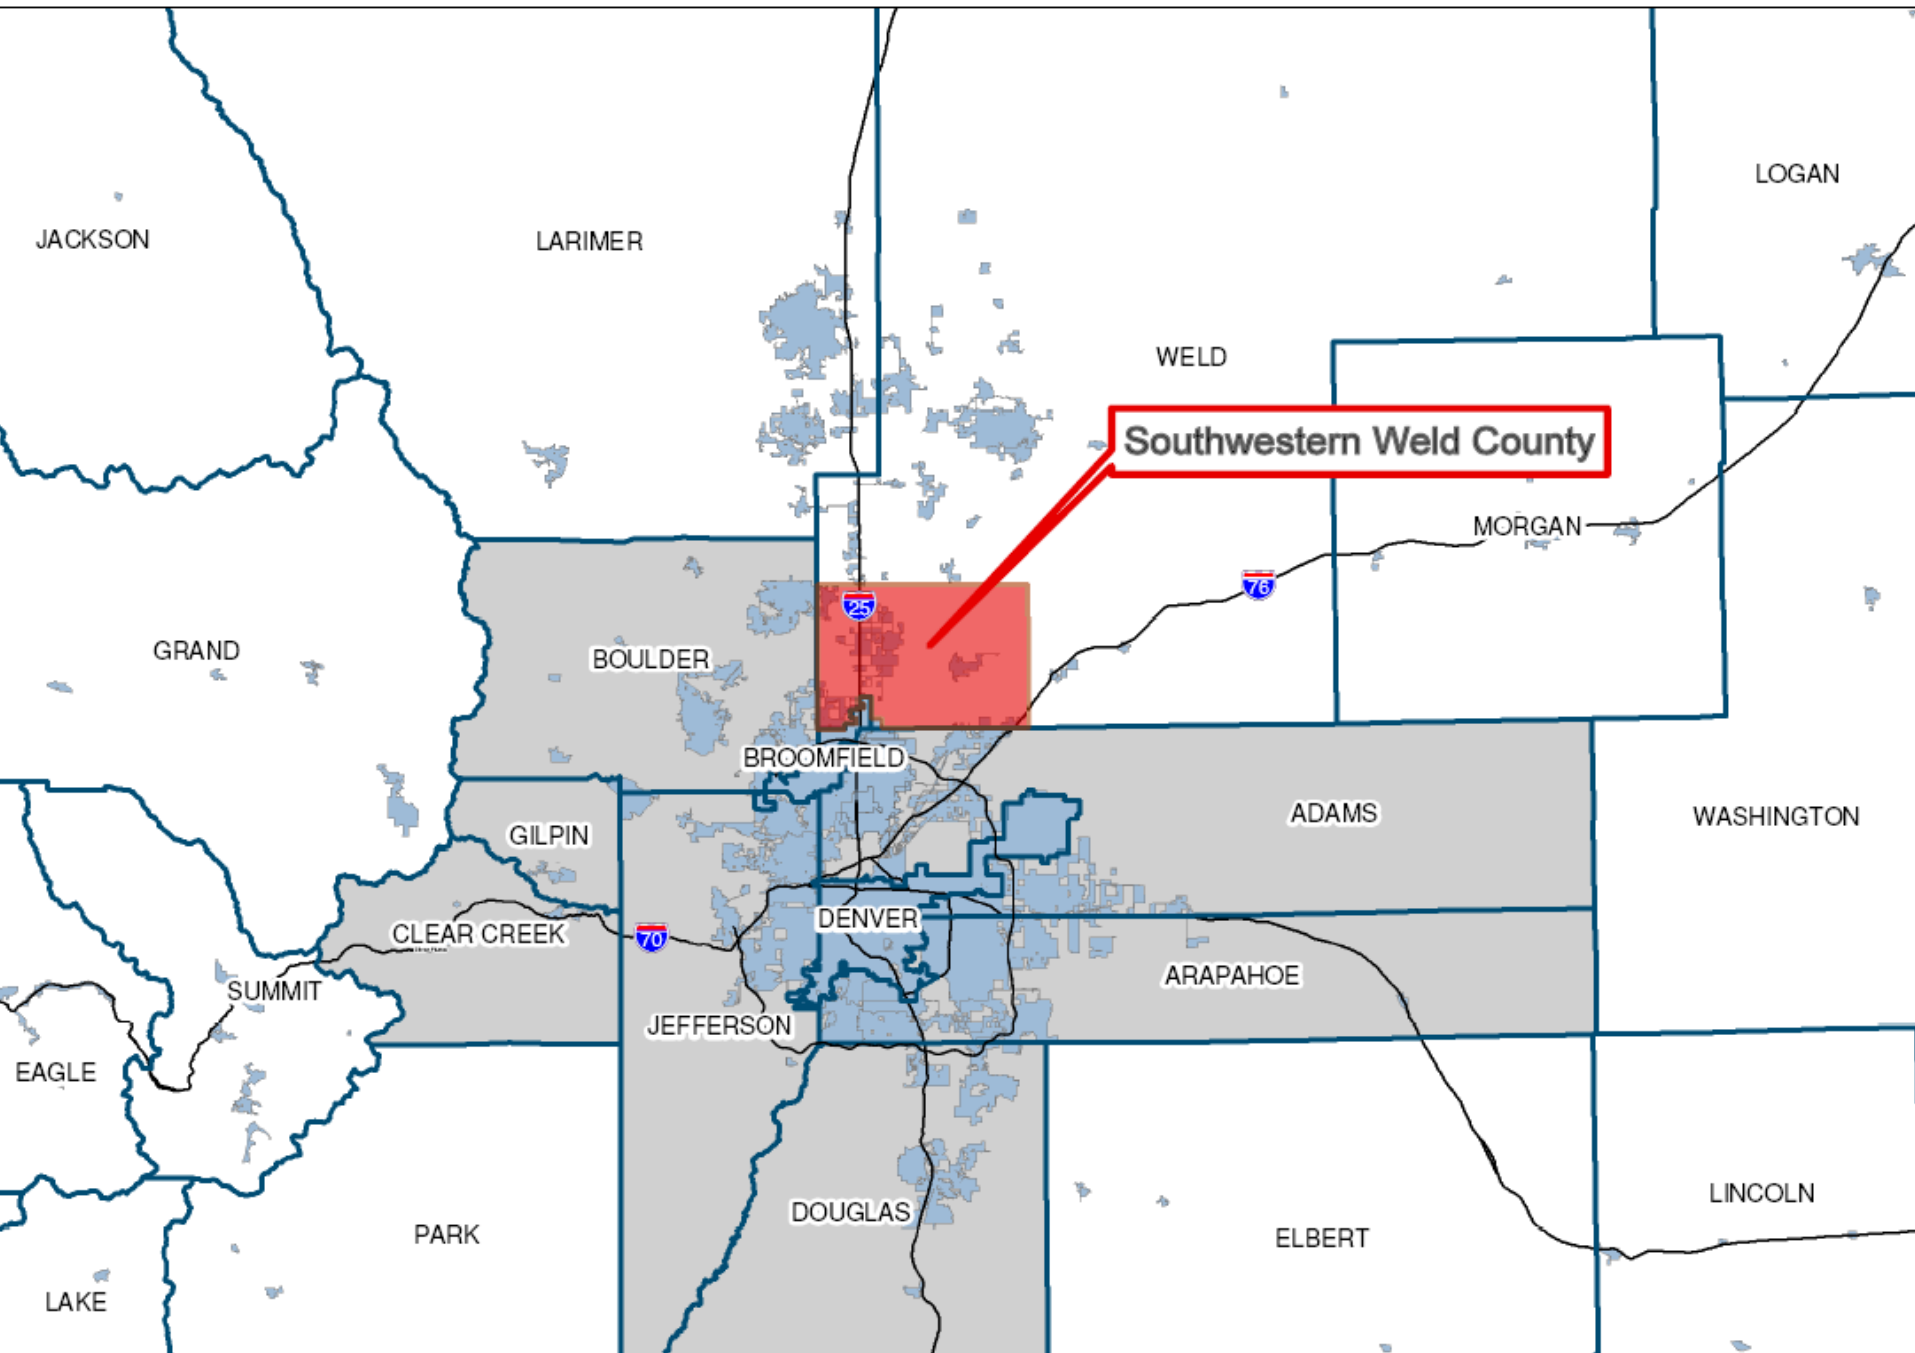 LOGAN
JACKSON
LARIMER
WELD
Southwestern Weld County
MORGAN
76
25
GRAND
BOULDER
BROOMFIELD
ADAMS
WASHINGTON
GILPIN
DENVER
CLEAR CREEK
70
ARAPAHOE
SUMMIT
JEFFERSON
EAGLE
LINCOLN
DOUGLAS
PARK
ELBERT
LAKE